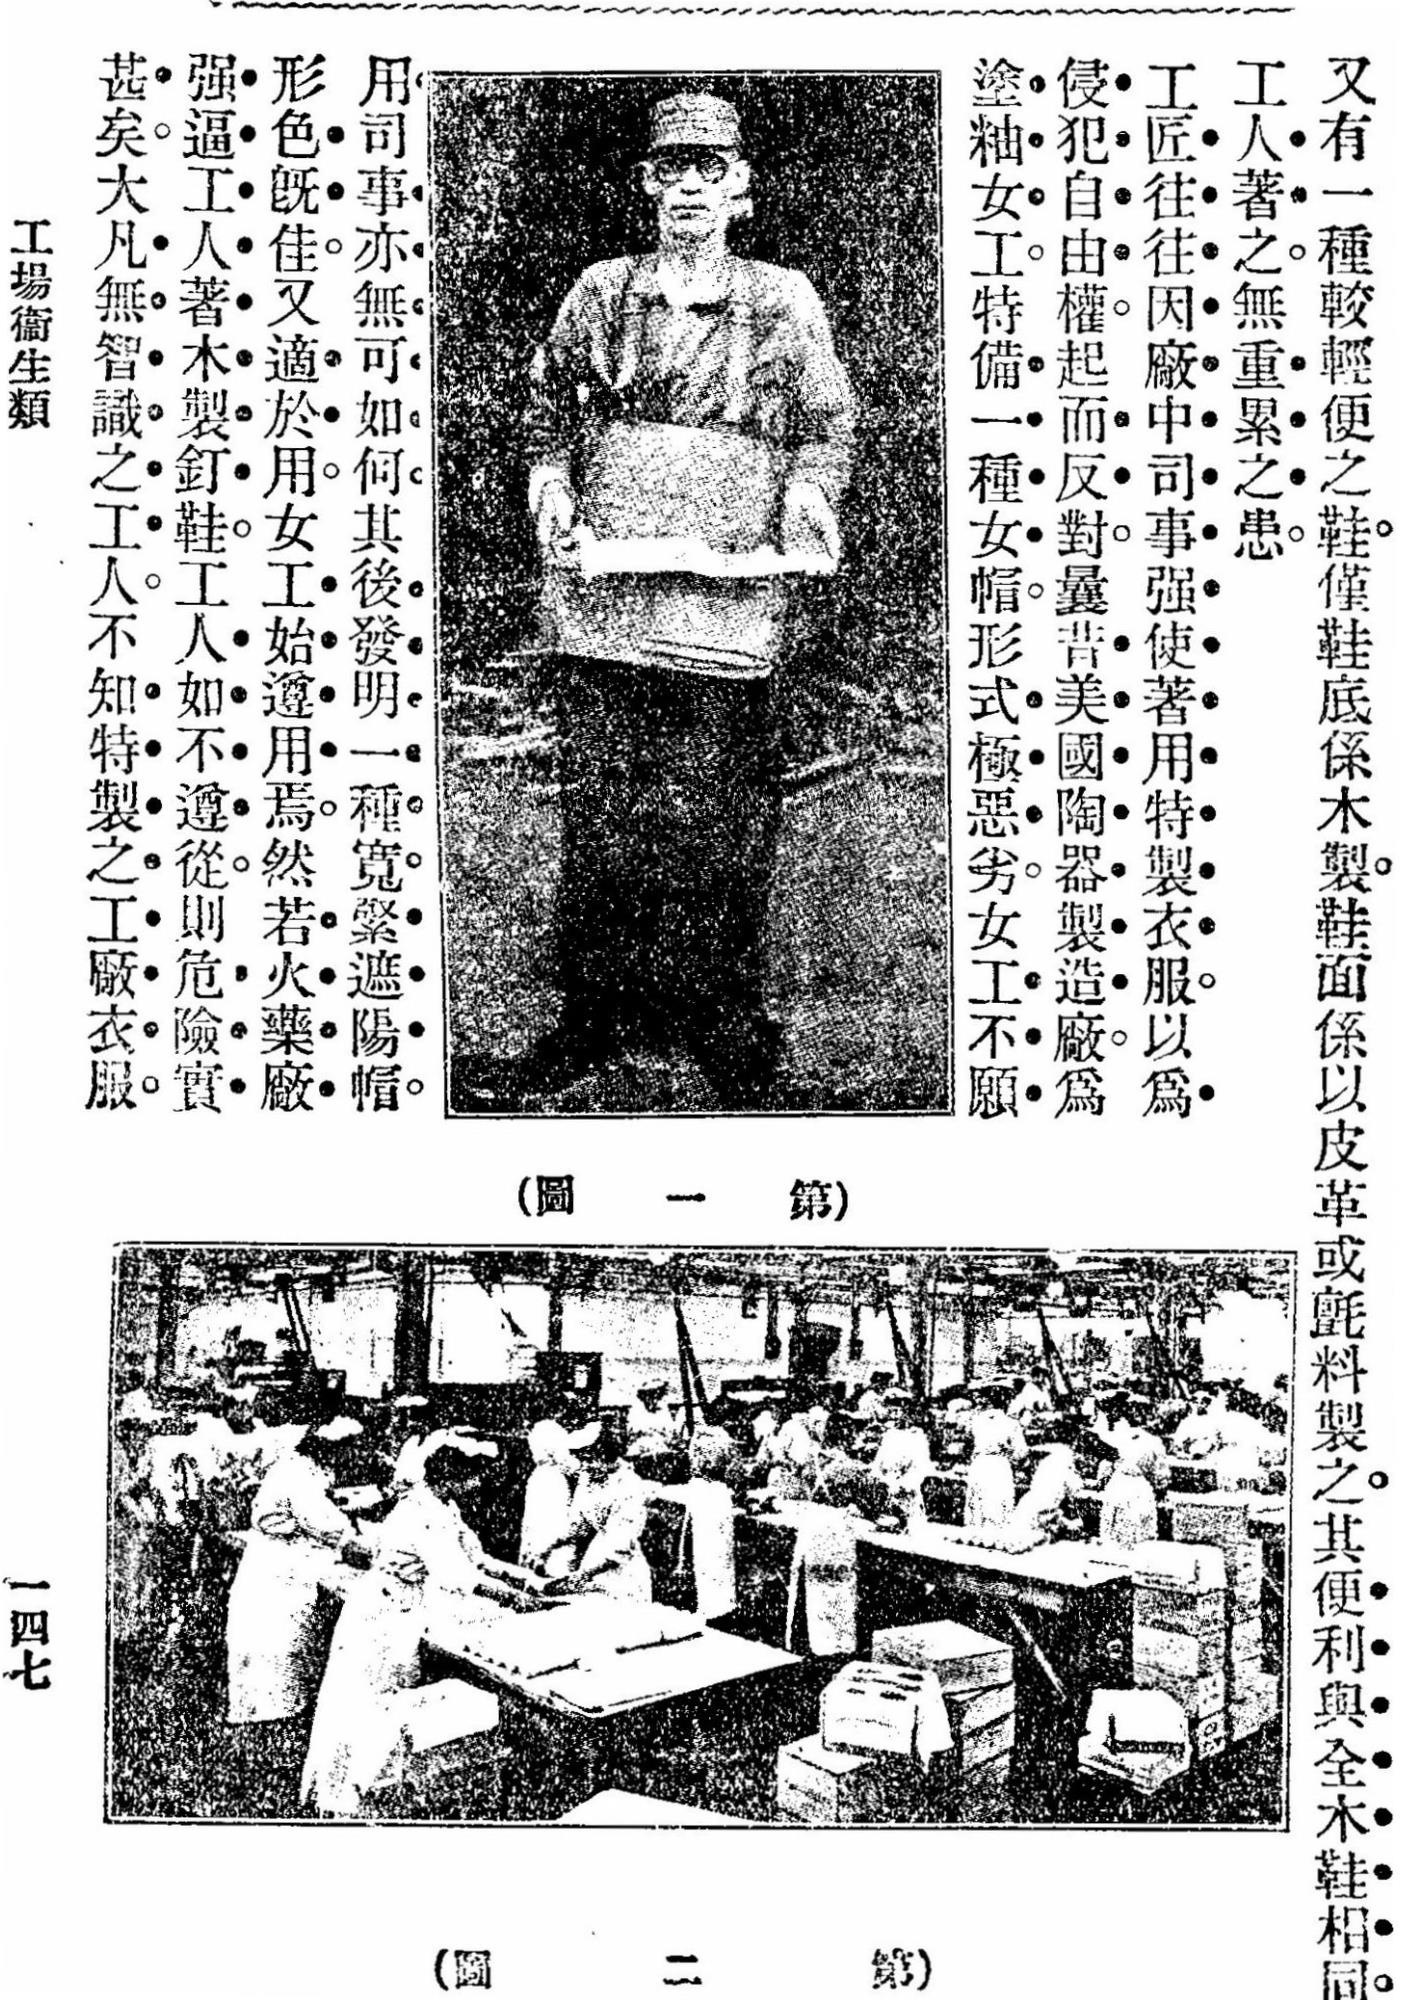 又有一種較輕便之鞋僅鞋底係木製鞋面係以皮革或氈料製之其便利與全木鞋相同
工人著之無重累之患
工匠往往因廠中司事强使著用特製衣服以爲
侵犯自由權起而反對曩昔美國陶器製造廠爲
塗釉女工特備一種女帽形式極惡劣女工不願
用司事亦無可如何其後發明一種寬緊遮陽帽
形色旣佳又適於用女工始遵用焉然若火藥廠
强逼工人著木製釘鞋工人如不遵從則危險實
甚矣大凡無智識之工人不知特製之工廠衣服
(第一圖)
(第二圖)
工場衞生類
一四七